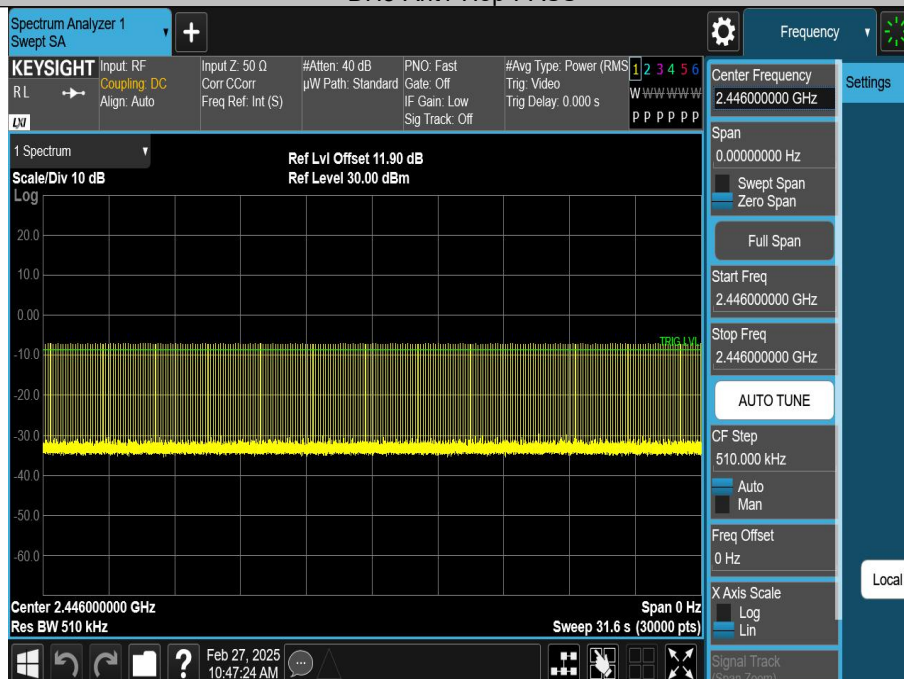 Spectrum Analyzer 1
Swept SA
Frequency
KEYSIGHT
R L
LXI
Input: RF
Coupling: DC
Align: Auto
Input Z: 50 Ω
Corr CCorr
Freq Ref: Int (S)
#Atten: 40 dB
µW Path: Standard
PNO: Fast
Gate: Off
IF Gain: Low
Sig Track: Off
#Avg Type: Power (RMS
Trig: Video
Trig Delay: 0.000 s
1 2 3 4 5 6
W W W W W W
P P P P P P
1 Spectrum
Scale/Div 10 dB
Ref Lvl Offset 11.90 dB
Ref Level 30.00 dBm
Log
20.0
10.0
0.00
-10.0
-20.0
-30.0
-40.0
-50.0
-60.0
TRIG LVL
Center 2.446000000 GHz
Res BW 510 kHz
Span 0 Hz
Sweep 31.6 s (30000 pts)
Feb 27, 2025
10:47:24 AM
Center Frequency
2.446000000 GHz
Settings
Span
0.00000000 Hz
Swept Span
Zero Span
Full Span
Start Freq
2.446000000 GHz
Stop Freq
2.446000000 GHz
AUTO TUNE
CF Step
510.000 kHz
Auto
Man
Freq Offset
0 Hz
Local
X Axis Scale
Log
Lin
Signal Track
(Span Zoom)